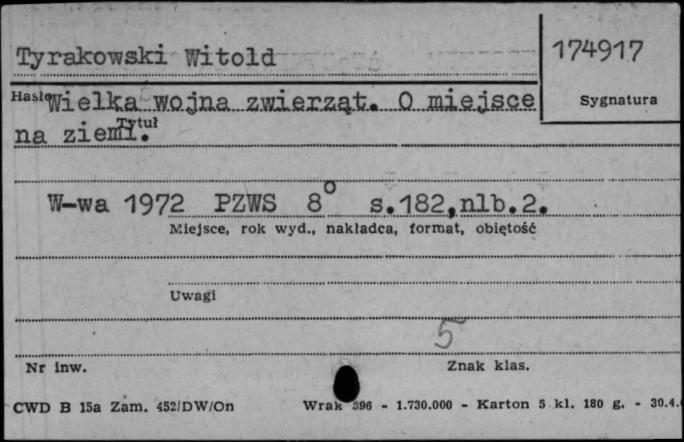 Tyrakowski Witold
174917
Hasło
Wielka wojna zwierząt. O miejsce
Sygnatura
Tytuł
na ziemi.
W-wa 1972 PZWS 8° s.182,nlb.2.
Miejsce, rok wyd., nakładca, format, obiętość
Uwagi
5
Nr inw.
Znak klas.
CWD B 15a Zam. 452/DW/On
Wrak 396 - 1.730.000 - Karton 5 kl. 180 g. - 30.4.